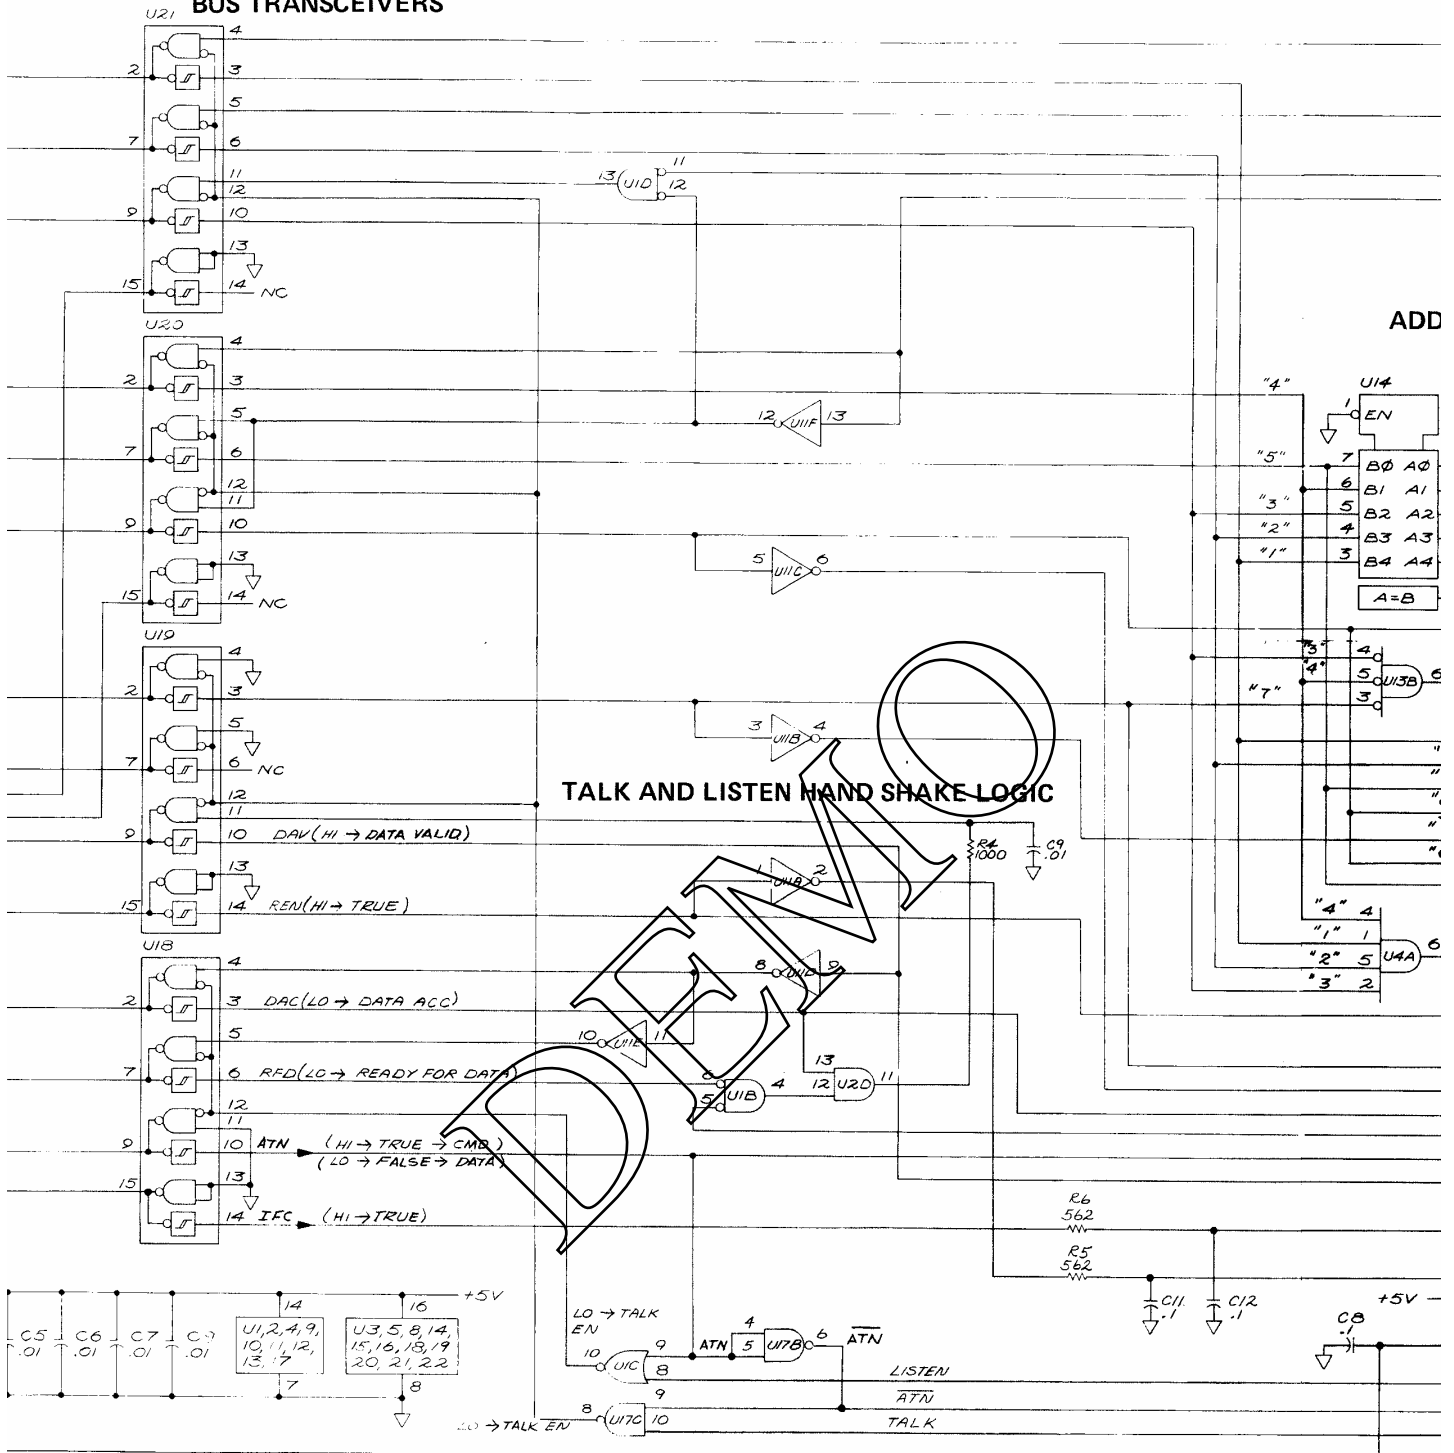 BUS TRANSCEIVERS
U21
4
2
3
5
7
6
11
12
9
10
13
15
14 NC
13 U1D 11
12
U20
4
2
3
5
7
6
12
11
9
10
13
15
14 NC
12 U11F 13
5 U11C 6
ADD
"4"
U14
1
EN
"5" 7 BØ AØ
6 B1 A1
"3" 5 B2 A2
"2" 4 B3 A3
"1" 3 B4 A4
A=B
"3" 4
"4" 5 U13B 6
"7" 3
U19
4
2
3
5
7
6 NC
12
11
9
10 DAV (HI → DATA VALID)
13
15
14 REN (HI → TRUE)
3 U11B 4
TALK AND LISTEN HAND SHAKE LOGIC
R4
1000
C9
.01
1 U11A 2
"4" 4
"1" 1
"2" 5 U4A 6
"3" 2
U18
4
2
3 DAC (LO → DATA ACC)
5
7
6 RFD (LO → READY FOR DATA)
12
11
9
10 ATN (HI → TRUE → CMD)
(LO → FALSE → DATA)
13
15
14 IFC (HI → TRUE)
8 U11D 9
10 U11E 11
6
5 U1B 4
13
12 U2D 11
DEMO
R6
562
R5
562
C11
.1
C12
.1
+5V
C8
.1
+5V
C5
.01
C6
.01
C7
.01
.01
14
U1,2,4,9,
10,11,12,
13,17
7
16
U3,5,8,14,
15,16,18,19
20, 21, 22
8
LO → TALK
EN
10 U1C 9
8
ATN
4
5 U17B 6
ATN
LISTEN
9
ATN
LO → TALK EN
8 U17C 10
TALK